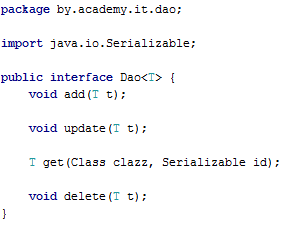 package by.academy.it.dao;
import java.io.Serializable;
public interface Dao<T> {
void add(T t);
void update(T t);
T get(Class clazz, Serializable id);
void delete(T t);
}